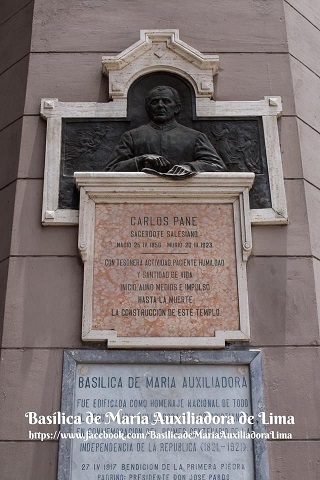 CARLOS PANE
SACERDOTE SALESIANO
NACIO 25 IV 1856 MURIO 20 III 1923
CON TESONERA ACTIVIDAD, PACIENTE HUMILDAD
Y SANTIDAD DE VIDA
INICIO, AUNO MEDIOS E IMPULSO
HASTA LA MUERTE
LA CONSTRUCCION DE ESTE TEMPLO
BASILICA DE MARIA AUXILIADORA
FUE EDIFICADA COMO HOMENAJE NACIONAL DE TODO
Basílica de María Auxiliadora de Lima
https://www.facebook.com/BasilicadeMariaAuxiliadoraLima
INDEPENDENCIA DE LA REPUBLICA (1821-1921)
27 IV 1917 BENDICION DE LA PRIMERA PIEDRA
PADRINO: PRESIDENTE DON JOSE PARDO